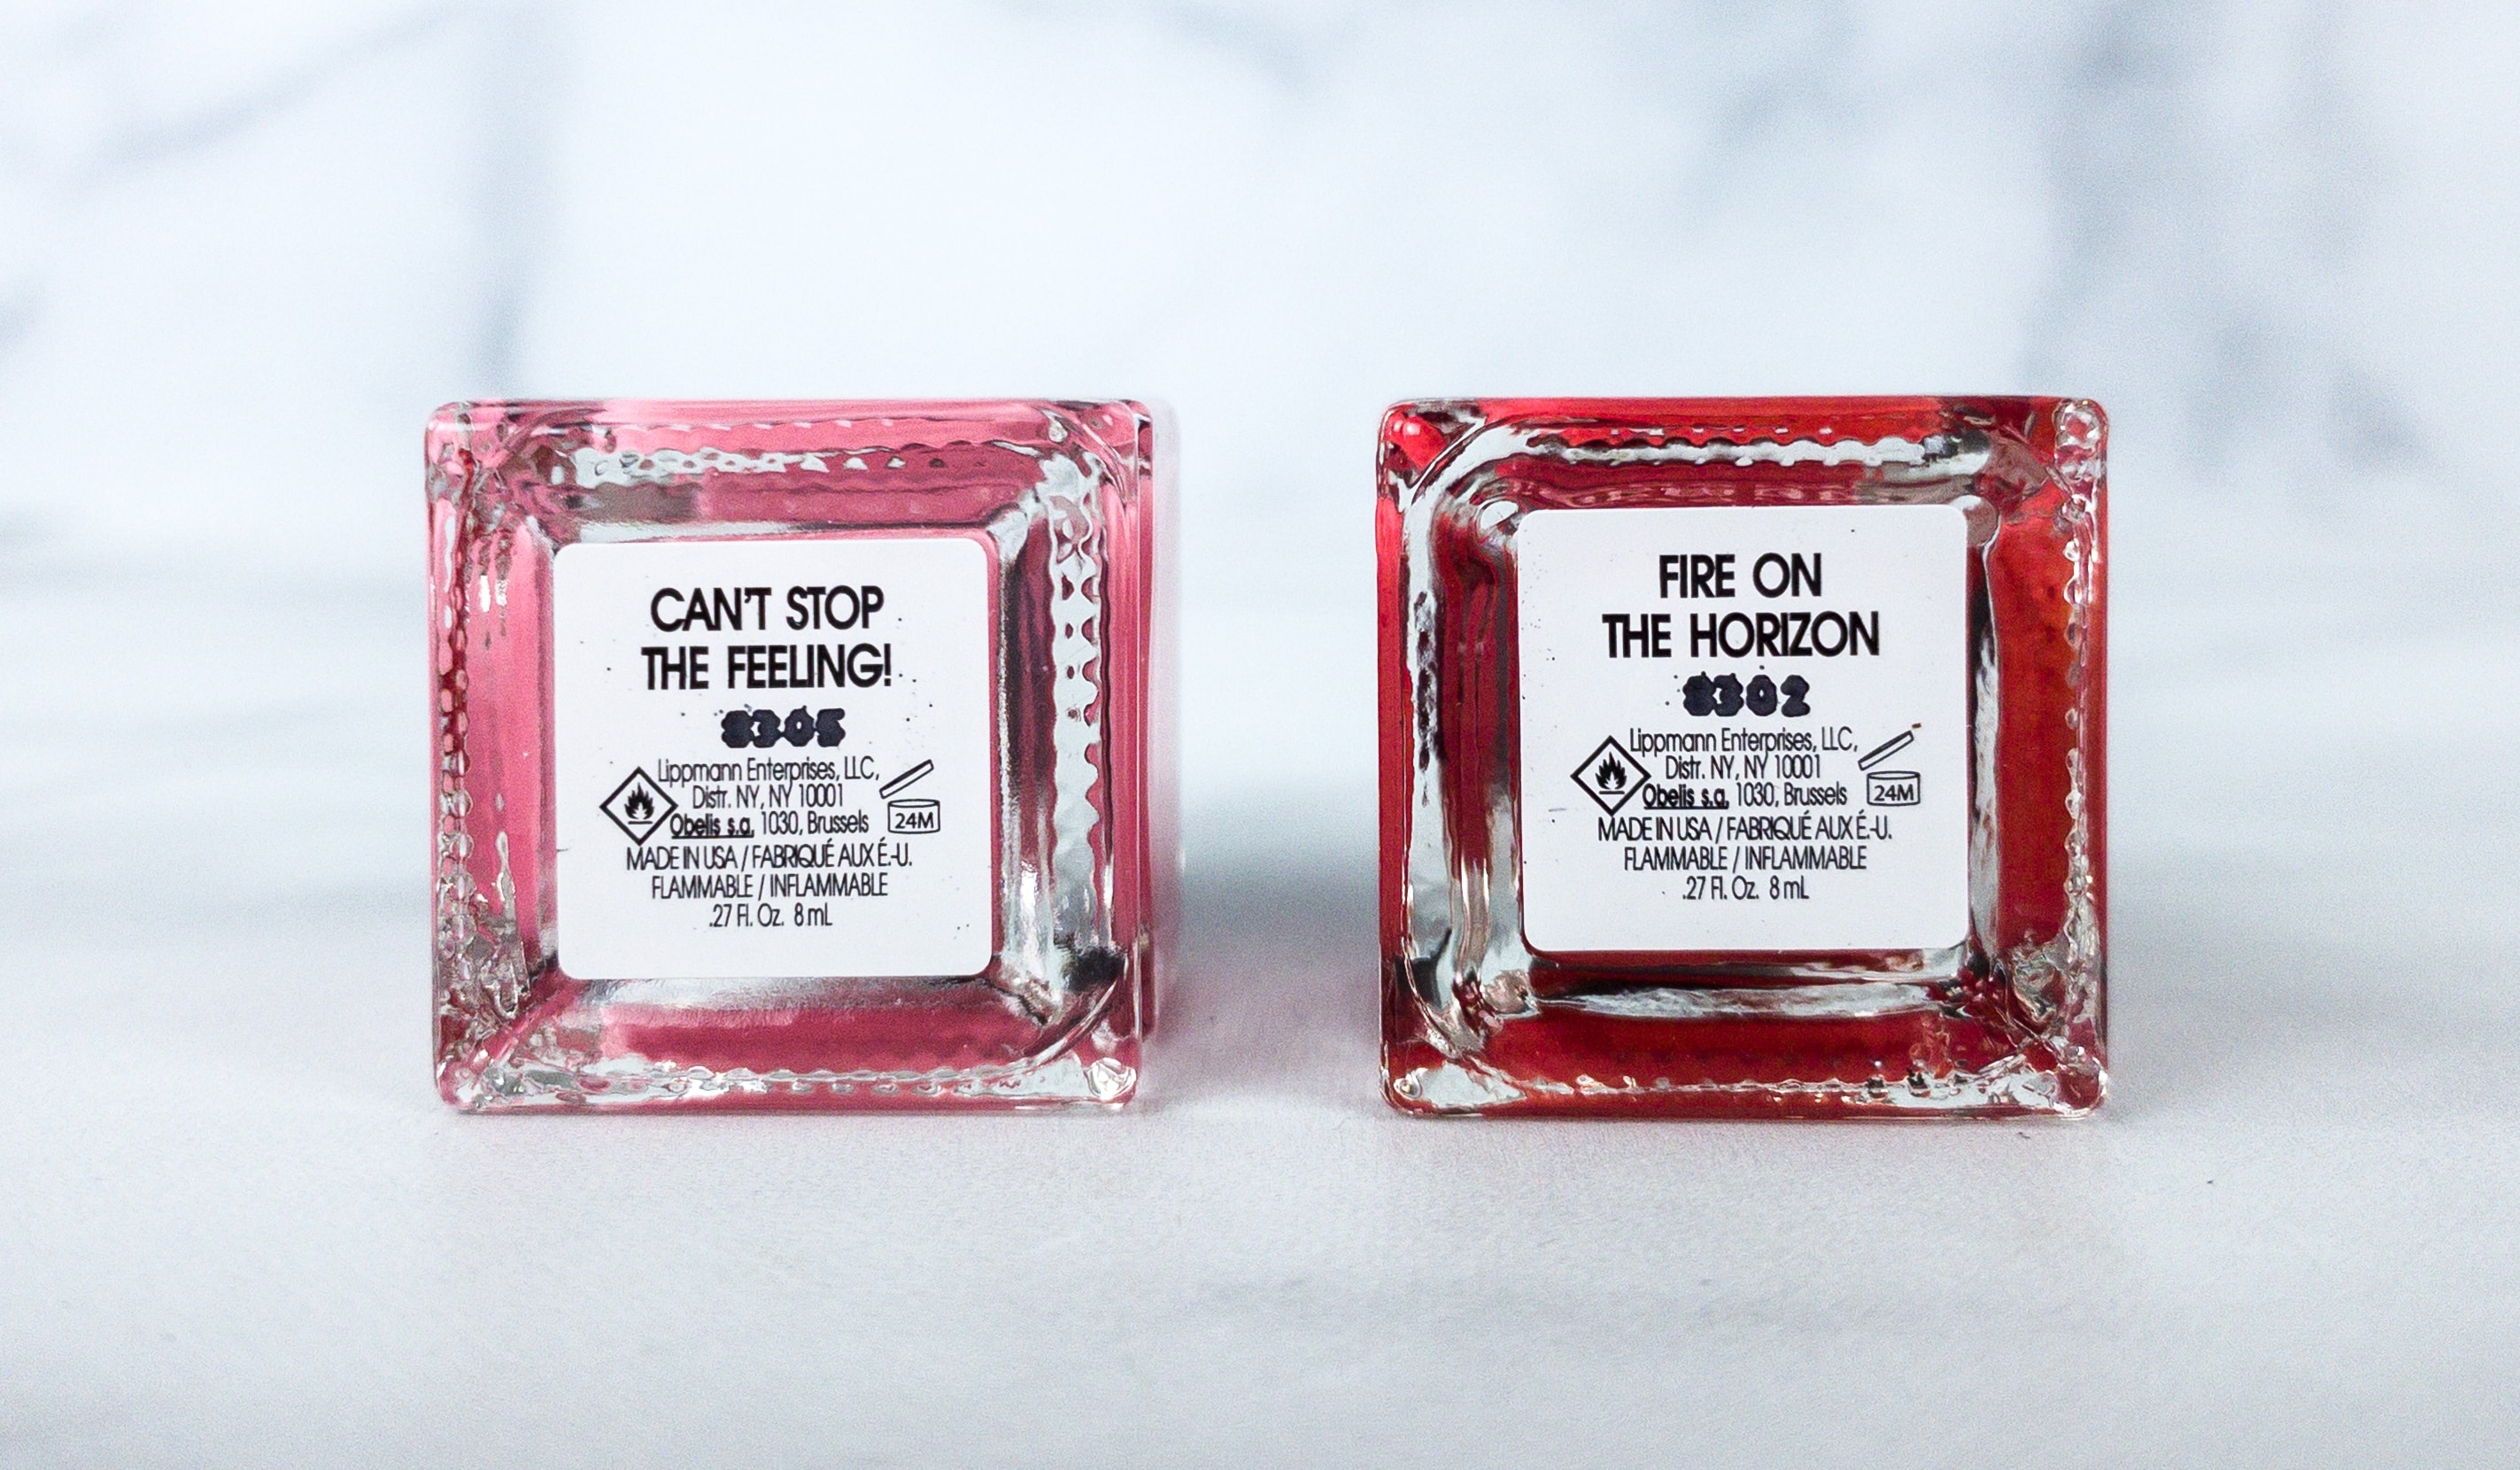 CAN'T STOP
THE FEELING!
8305
Lippmann Enterprises, LLC,
Distr. NY, NY 10001
Obelis s.a, 1030, Brussels
24M
MADE IN USA / FABRIQUÉ AUX É.-U.
FLAMMABLE / INFLAMMABLE
.27 Fl. Oz. 8 mL
FIRE ON
THE HORIZON
8302
Lippmann Enterprises, LLC,
Distr. NY, NY 10001
Obelis s.a, 1030, Brussels
24M
MADE IN USA / FABRIQUÉ AUX É.-U.
FLAMMABLE / INFLAMMABLE
.27 Fl. Oz. 8 mL